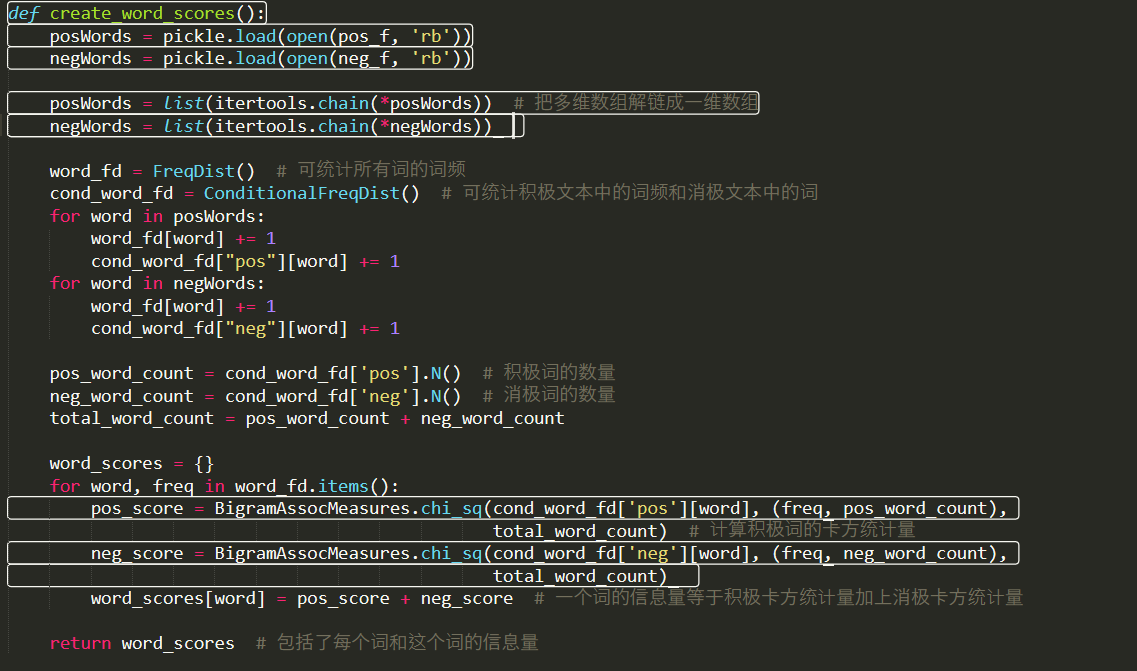 def create_word_scores():
    posWords = pickle.load(open(pos_f, 'rb'))
    negWords = pickle.load(open(neg_f, 'rb'))
    posWords = list(itertools.chain(*posWords))  # 把多维数组解链成一维数组
    negWords = list(itertools.chain(*negWords))
    word_fd = FreqDist()  # 可统计所有词的词频
    cond_word_fd = ConditionalFreqDist()  # 可统计积极文本中的词频和消极文本中的词
    for word in posWords:
        word_fd[word] += 1
        cond_word_fd["pos"][word] += 1
    for word in negWords:
        word_fd[word] += 1
        cond_word_fd["neg"][word] += 1
    pos_word_count = cond_word_fd['pos'].N()  # 积极词的数量
    neg_word_count = cond_word_fd['neg'].N()  # 消极词的数量
    total_word_count = pos_word_count + neg_word_count
    word_scores = {}
    for word, freq in word_fd.items():
        pos_score = BigramAssocMeasures.chi_sq(cond_word_fd['pos'][word], (freq, pos_word_count),
                                               total_word_count)  # 计算积极词的卡方统计量
        neg_score = BigramAssocMeasures.chi_sq(cond_word_fd['neg'][word], (freq, neg_word_count),
                                               total_word_count)
        word_scores[word] = pos_score + neg_score  # 一个词的信息量等于积极卡方统计量加上消极卡方统计量
    return word_scores  # 包括了每个词和这个词的信息量